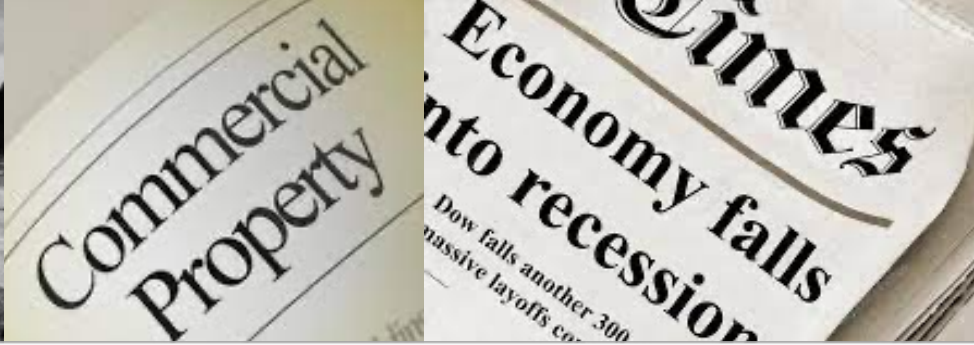 Commercial
Property
Times
Economy falls
into recession
Dow falls another 300
massive layoffs